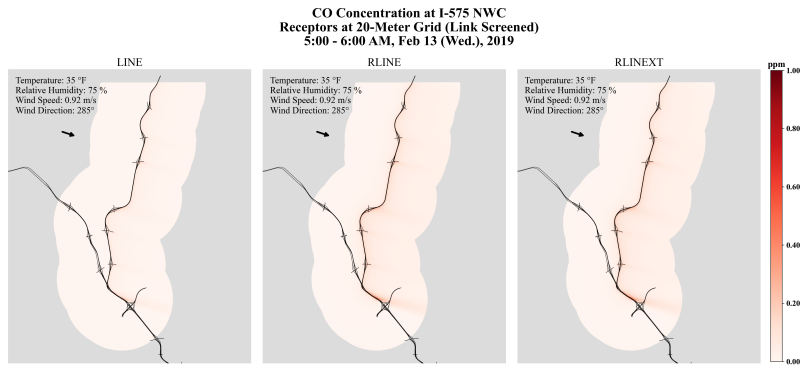 CO Concentration at I-575 NWC
Receptors at 20-Meter Grid (Link Screened)
5:00 - 6:00 AM, Feb 13 (Wed.), 2019
LINE
Temperature: 35 °F
Relative Humidity: 75 %
Wind Speed: 0.92 m/s
Wind Direction: 285°
RLINE
Temperature: 35 °F
Relative Humidity: 75 %
Wind Speed: 0.92 m/s
Wind Direction: 285°
RLINEXT
Temperature: 35 °F
Relative Humidity: 75 %
Wind Speed: 0.92 m/s
Wind Direction: 285°
ppm
1.00
0.80
0.60
0.40
0.20
0.00